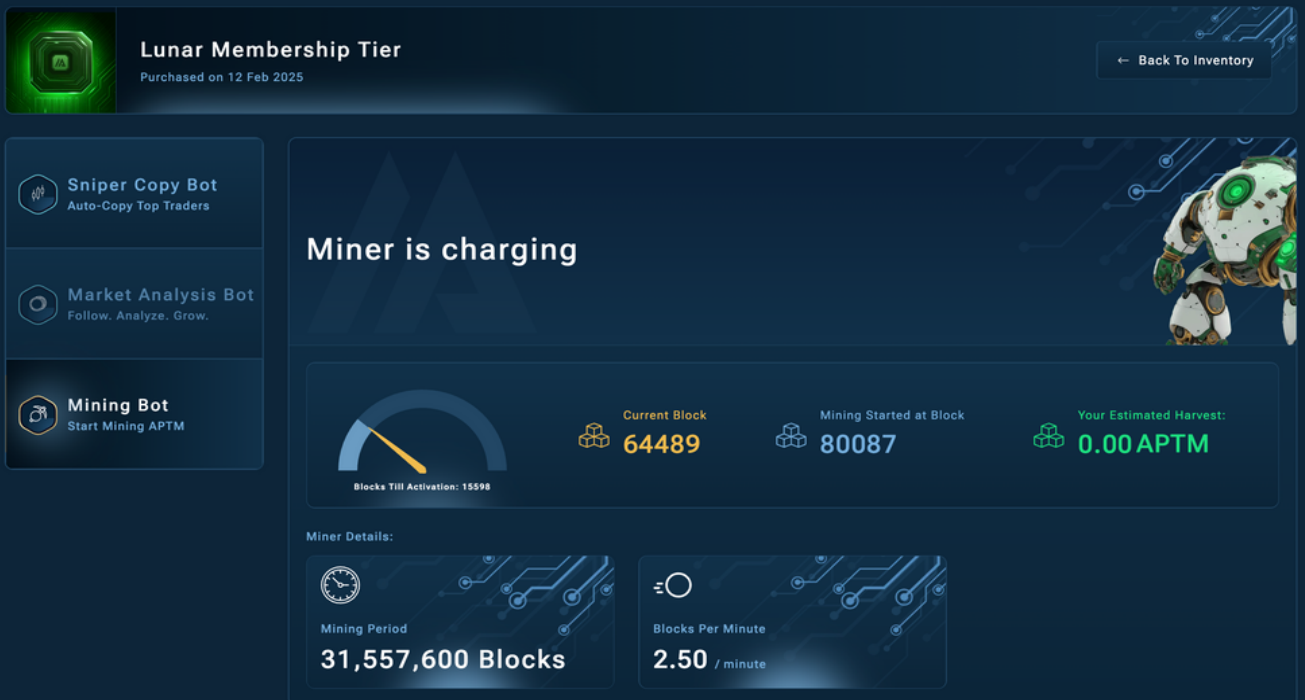 Lunar Membership Tier
Purchased on 12 Feb 2025
← Back To Inventory
Sniper Copy Bot
Auto-Copy Top Traders
Market Analysis Bot
Follow. Analyze. Grow.
Mining Bot
Start Mining APTM
Miner is charging
Blocks Till Activation: 15598
Current Block
64489
Mining Started at Block
80087
Your Estimated Harvest:
0.00 APTM
Miner Details:
Mining Period
31,557,600 Blocks
Blocks Per Minute
2.50 / minute